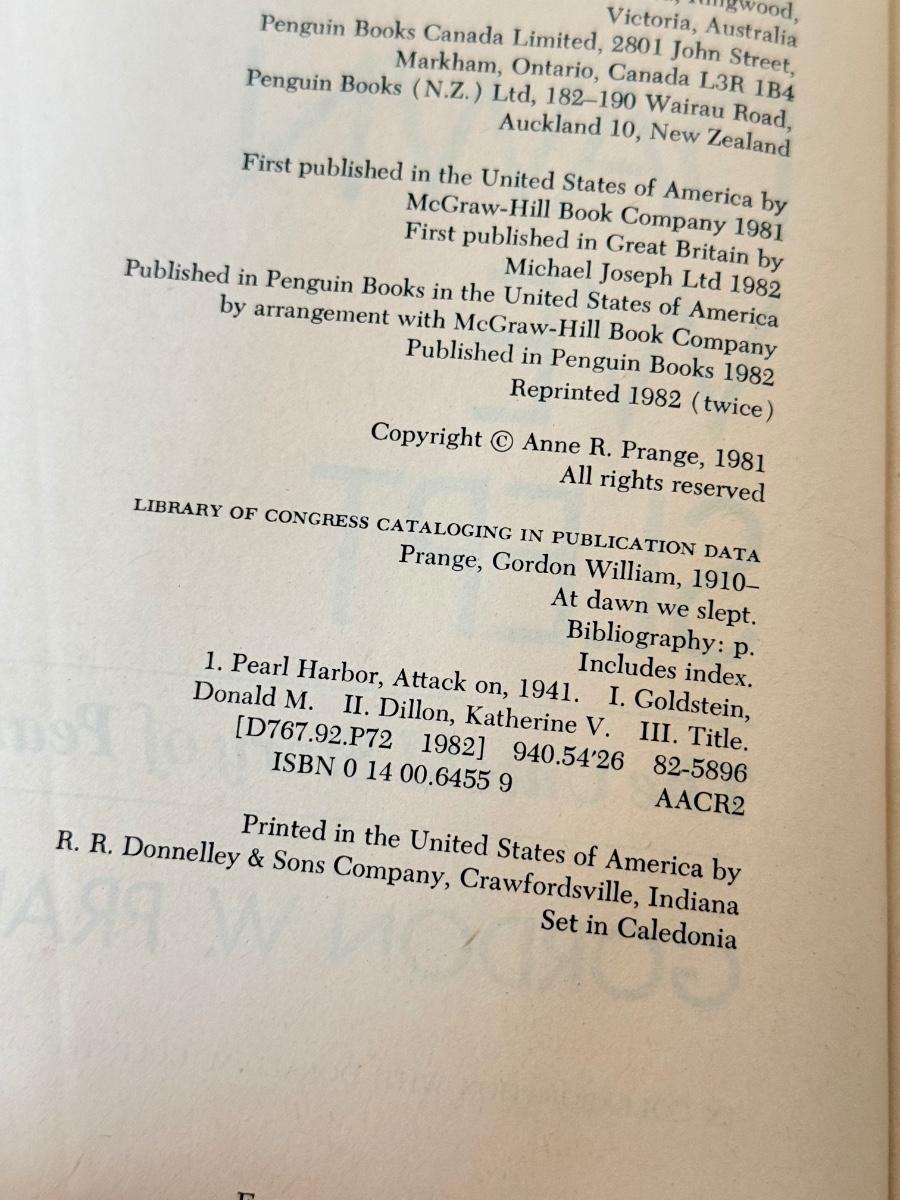 Ringwood,
Victoria, Australia
Penguin Books Canada Limited, 2801 John Street,
Markham, Ontario, Canada L3R 1B4
Penguin Books (N.Z.) Ltd, 182–190 Wairau Road,
Auckland 10, New Zealand
First published in the United States of America by
McGraw-Hill Book Company 1981
First published in Great Britain by
Michael Joseph Ltd 1982
Published in Penguin Books in the United States of America
by arrangement with McGraw-Hill Book Company
Published in Penguin Books 1982
Reprinted 1982 (twice)
Copyright © Anne R. Prange, 1981
All rights reserved
LIBRARY OF CONGRESS CATALOGING IN PUBLICATION DATA
Prange, Gordon William, 1910–
At dawn we slept.
Bibliography: p.
Includes index.
1. Pearl Harbor, Attack on, 1941. I. Goldstein,
Donald M. II. Dillon, Katherine V. III. Title.
[D767.92.P72 1982] 940.54′26 82-5896
ISBN 0 14 00.6455 9 AACR2
Printed in the United States of America by
R. R. Donnelley & Sons Company, Crawfordsville, Indiana
Set in Caledonia